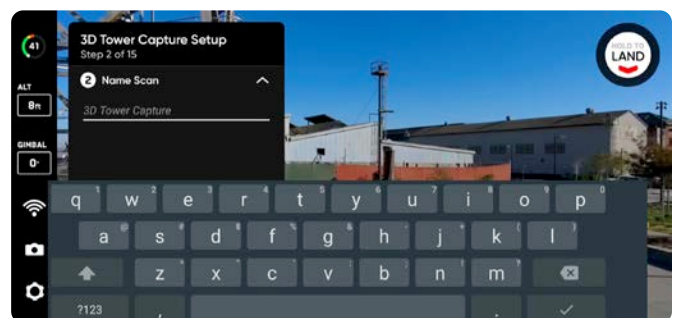 41
3D Tower Capture Setup
Step 2 of 15
2 Name Scan
3D Tower Capture
HOLD TO
LAND
ALT
8ft
GIMBAL
0°
q 1 w 2 e 3 r 4 t 5 y 6 u 7 i 8 o 9 p 0
a @ s # d $ f % g & h - j + k ( l )
z * x " c ' v : b ; n ! m ?
?123 , .